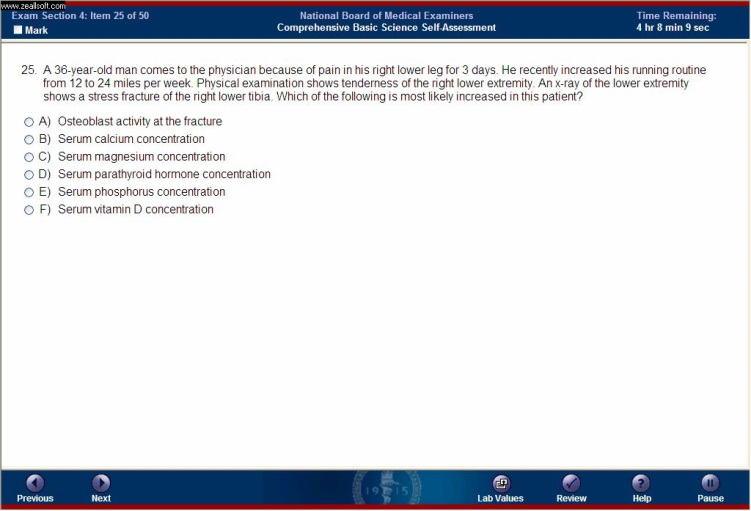 www.zeallsoft.com
Exam Section 4: Item 25 of 50
National Board of Medical Examiners
Time Remaining:
Mark
Comprehensive Basic Science Self-Assessment
4 hr 8 min 9 sec
25. A 36-year-old man comes to the physician because of pain in his right lower leg for 3 days. He recently increased his running routine
from 12 to 24 miles per week. Physical examination shows tenderness of the right lower extremity. An x-ray of the lower extremity
shows a stress fracture of the right lower tibia. Which of the following is most likely increased in this patient?
A) Osteoblast activity at the fracture
B) Serum calcium concentration
C) Serum magnesium concentration
D) Serum parathyroid hormone concentration
E) Serum phosphorus concentration
F) Serum vitamin D concentration
1915
Previous
Next
Lab Values
Review
Help
Pause